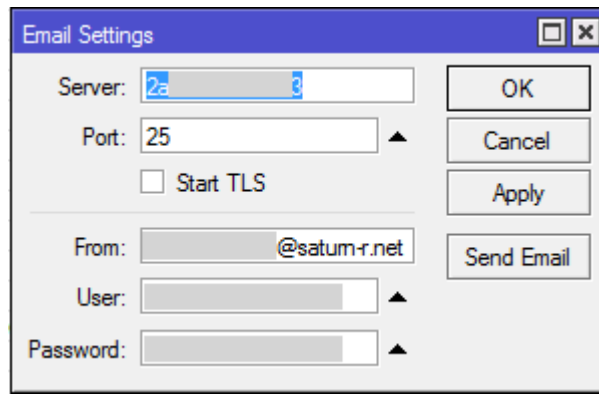 Email Settings
Server: 2a 3
OK
Port: 25
Cancel
Start TLS
Apply
From: @saturn-r.net
Send Email
User:
Password: